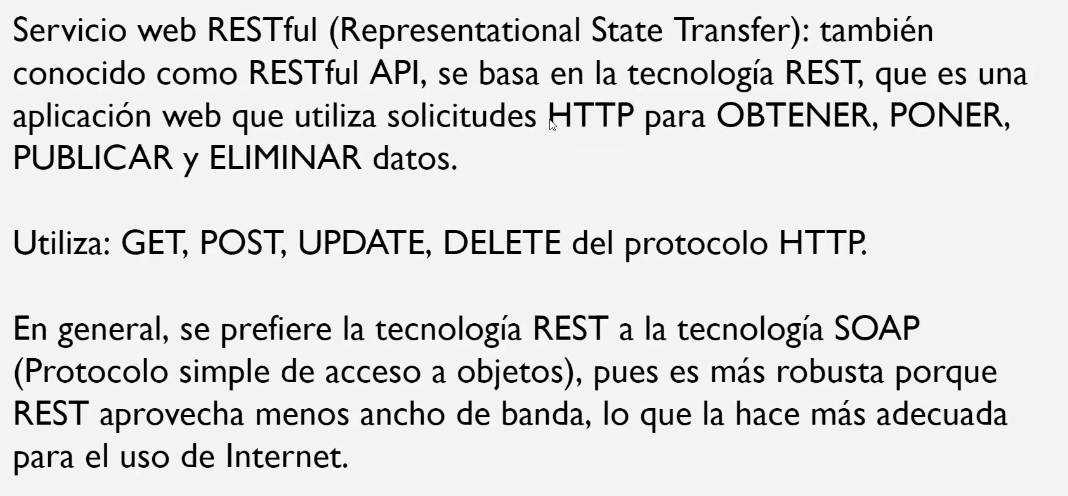 Servicio web RESTful (Representational State Transfer): también
conocido como RESTful API, se basa en la tecnología REST, que es una
aplicación web que utiliza solicitudes HTTP para OBTENER, PONER,
PUBLICAR y ELIMINAR datos.
Utiliza: GET, POST, UPDATE, DELETE del protocolo HTTP.
En general, se prefiere la tecnología REST a la tecnología SOAP
(Protocolo simple de acceso a objetos), pues es más robusta porque
REST aprovecha menos ancho de banda, lo que la hace más adecuada
para el uso de Internet.